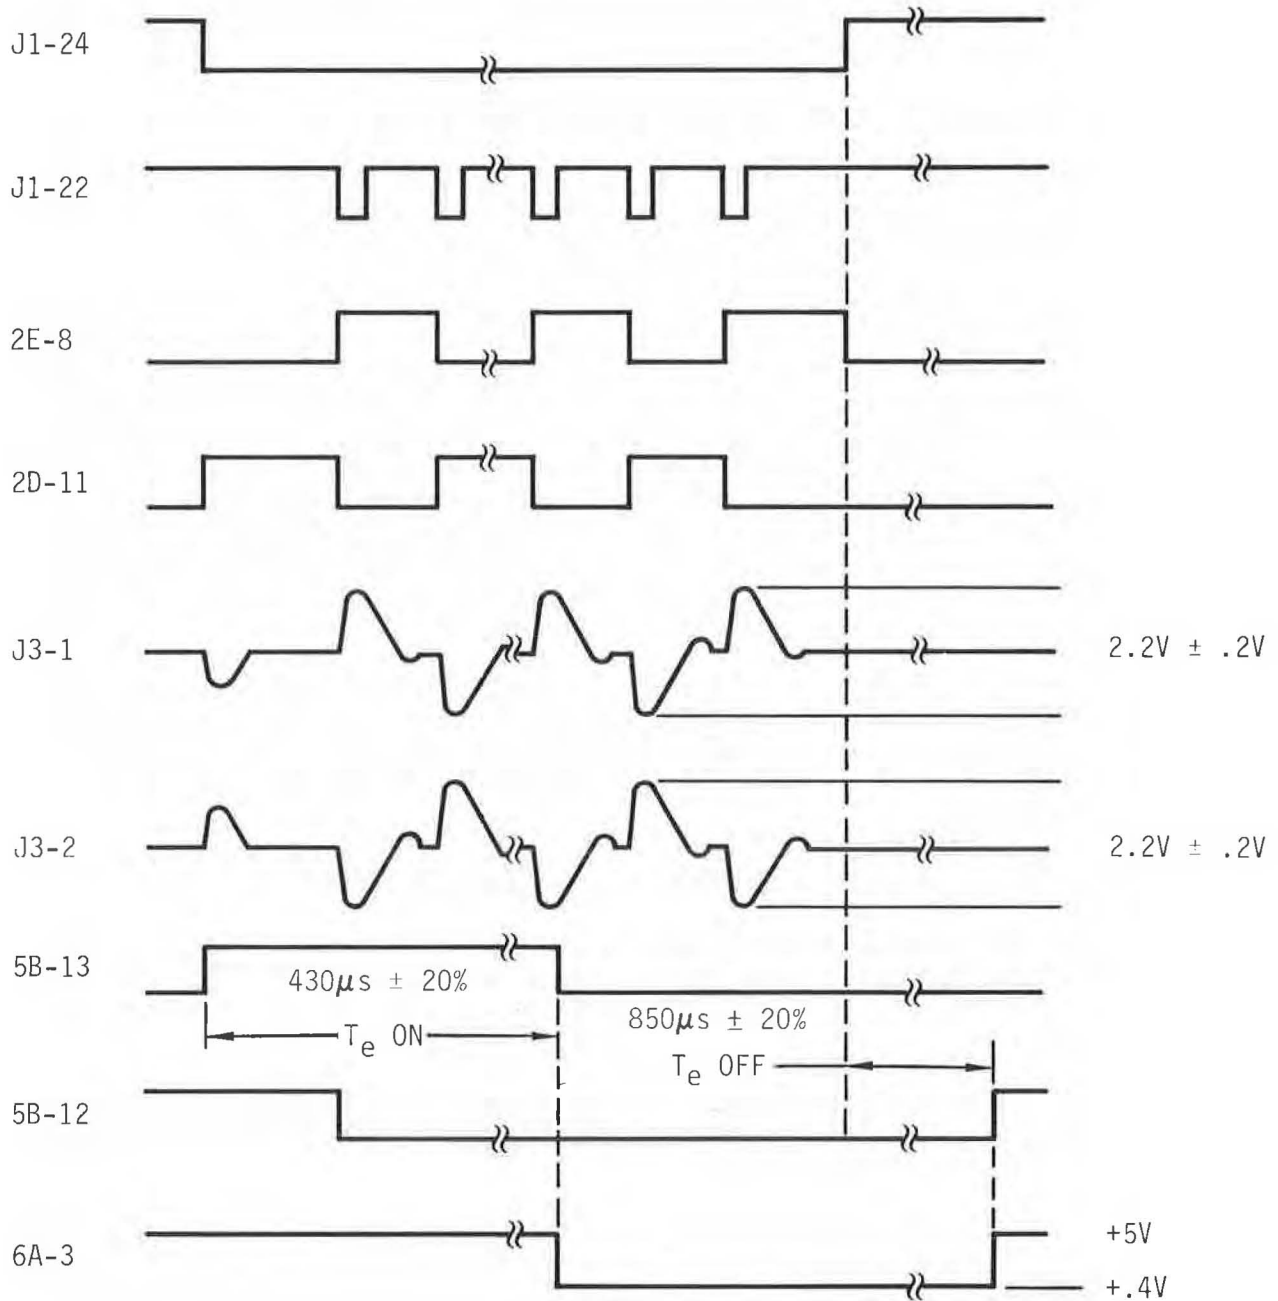 J1-24
J1-22
2E-8
2D-11
J3-1
2.2V ± .2V
J3-2
2.2V ± .2V
5B-13
430μs ± 20%
850μs ± 20%
Te ON
Te OFF
5B-12
6A-3
+5V
+.4V